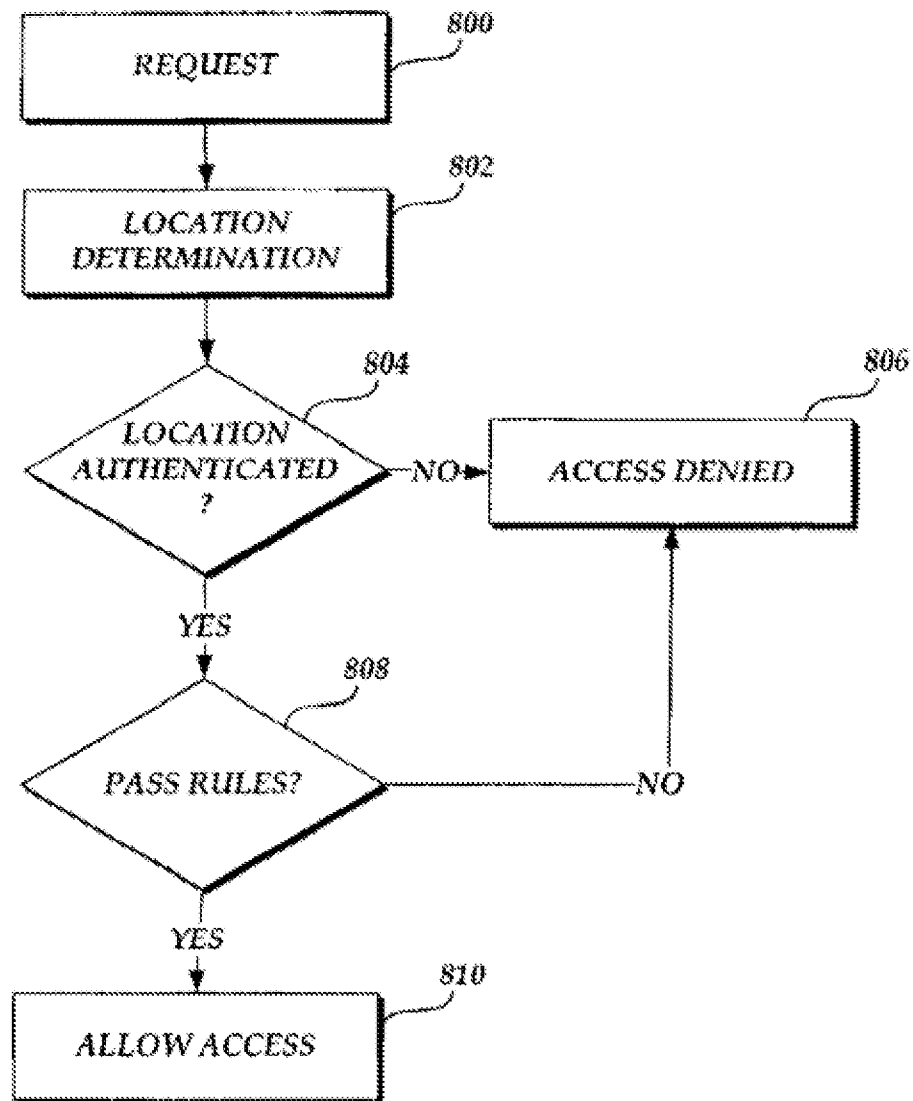 800
REQUEST
802
LOCATION
DETERMINATION
804
LOCATION
AUTHENTICATED
?
NO
806
ACCESS DENIED
YES
808
PASS RULES?
NO
YES
810
ALLOW ACCESS